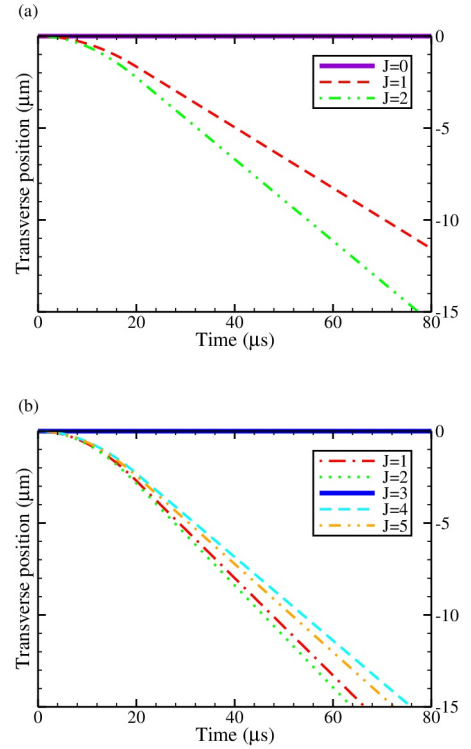 (a)
0
J=0
J=1
J=2
-5
-10
-15
Transverse position (µm)
0 20 40 60 80
Time (µs)
(b)
0
J=1
J=2
J=3
J=4
J=5
-5
-10
-15
Transverse position (µm)
0 20 40 60 80
Time (µs)